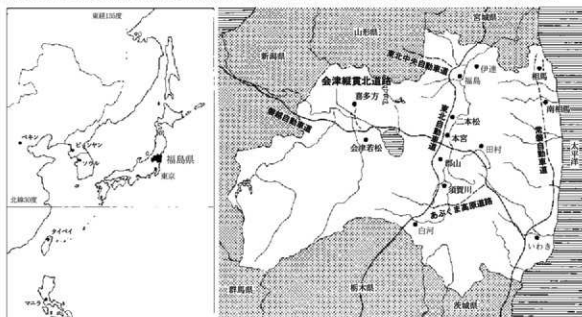 東経135度
ペキン
ピョンヤン
ソウル
福島県
東京
北緯30度
タイペイ
マニラ
宮城県
山形県
新潟県
東北中央自動車道
伊達
福島
相馬
会津縦貫北道路
喜多方
南相馬
磐越自動車道
東北自動車道
二本松
常磐自動車道
太平洋
会津若松
本宮
田村
郡山
須賀川
あぶくま高原道路
白河
いわき
群馬県
栃木県
茨城県